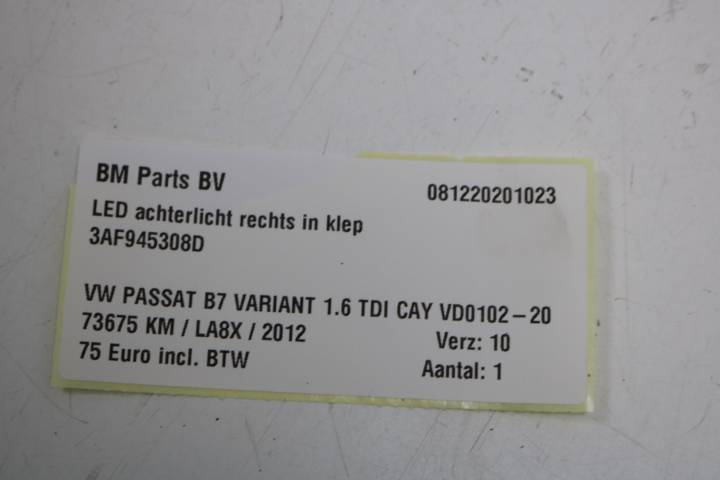 BM Parts BV 081220201023
LED achterlicht rechts in klep
3AF945308D
VW PASSAT B7 VARIANT 1.6 TDI CAY VD0102-20
73675 KM / LA8X / 2012 Verz: 10
75 Euro incl. BTW Aantal: 1